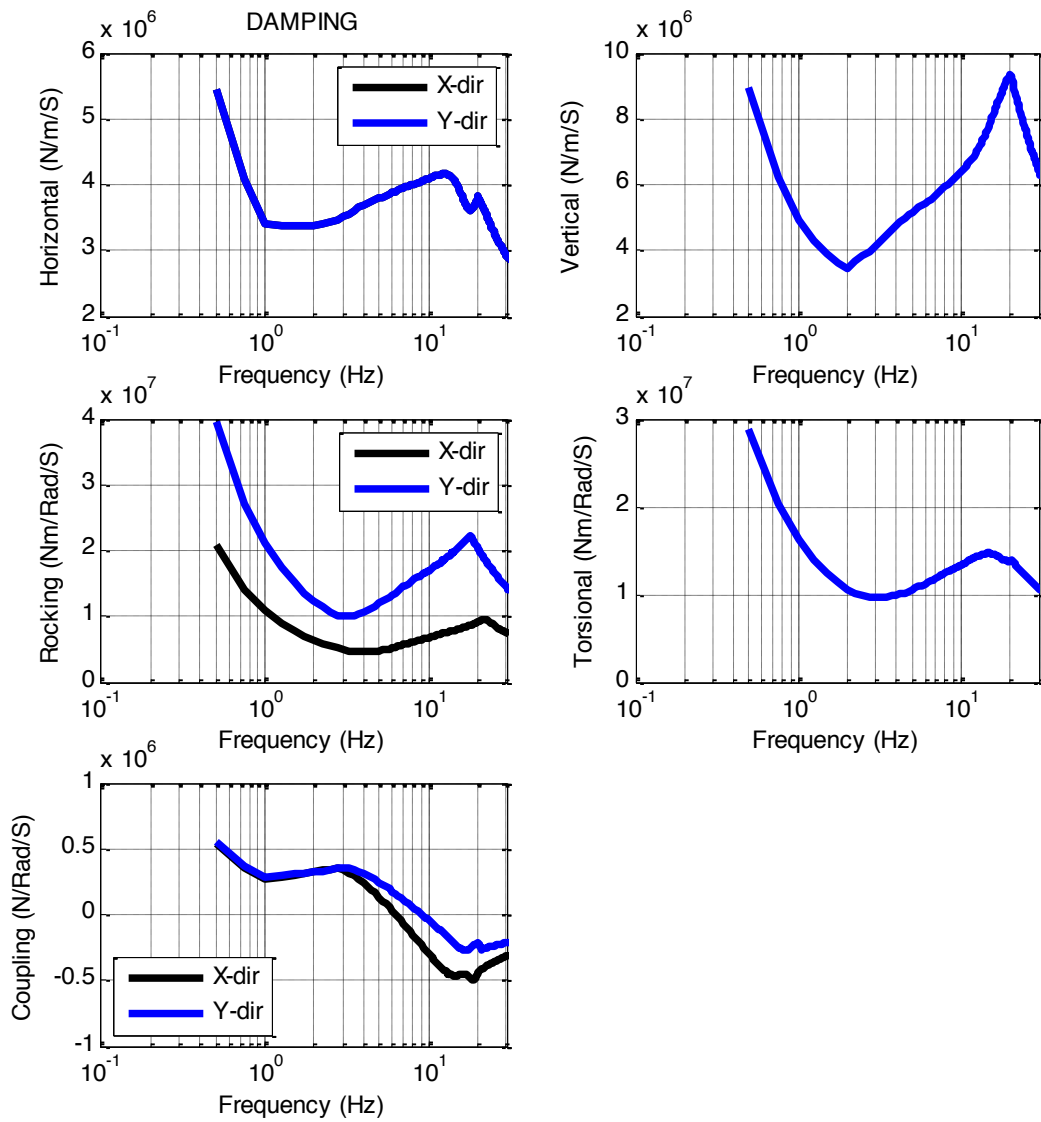 x 10^6
DAMPING
Horizontal (N/m/S)
6
5
4
3
2
X-dir
Y-dir
10^-1
10^0
10^1
Frequency (Hz)
x 10^6
Vertical (N/m/S)
10
8
6
4
2
10^-1
10^0
10^1
Frequency (Hz)
x 10^7
Rocking (Nm/Rad/S)
4
3
2
1
0
X-dir
Y-dir
10^-1
10^0
10^1
Frequency (Hz)
x 10^7
Torsional (Nm/Rad/S)
3
2
1
0
10^-1
10^0
10^1
Frequency (Hz)
x 10^6
Coupling (N/Rad/S)
1
0.5
0
-0.5
-1
X-dir
Y-dir
10^-1
10^0
10^1
Frequency (Hz)